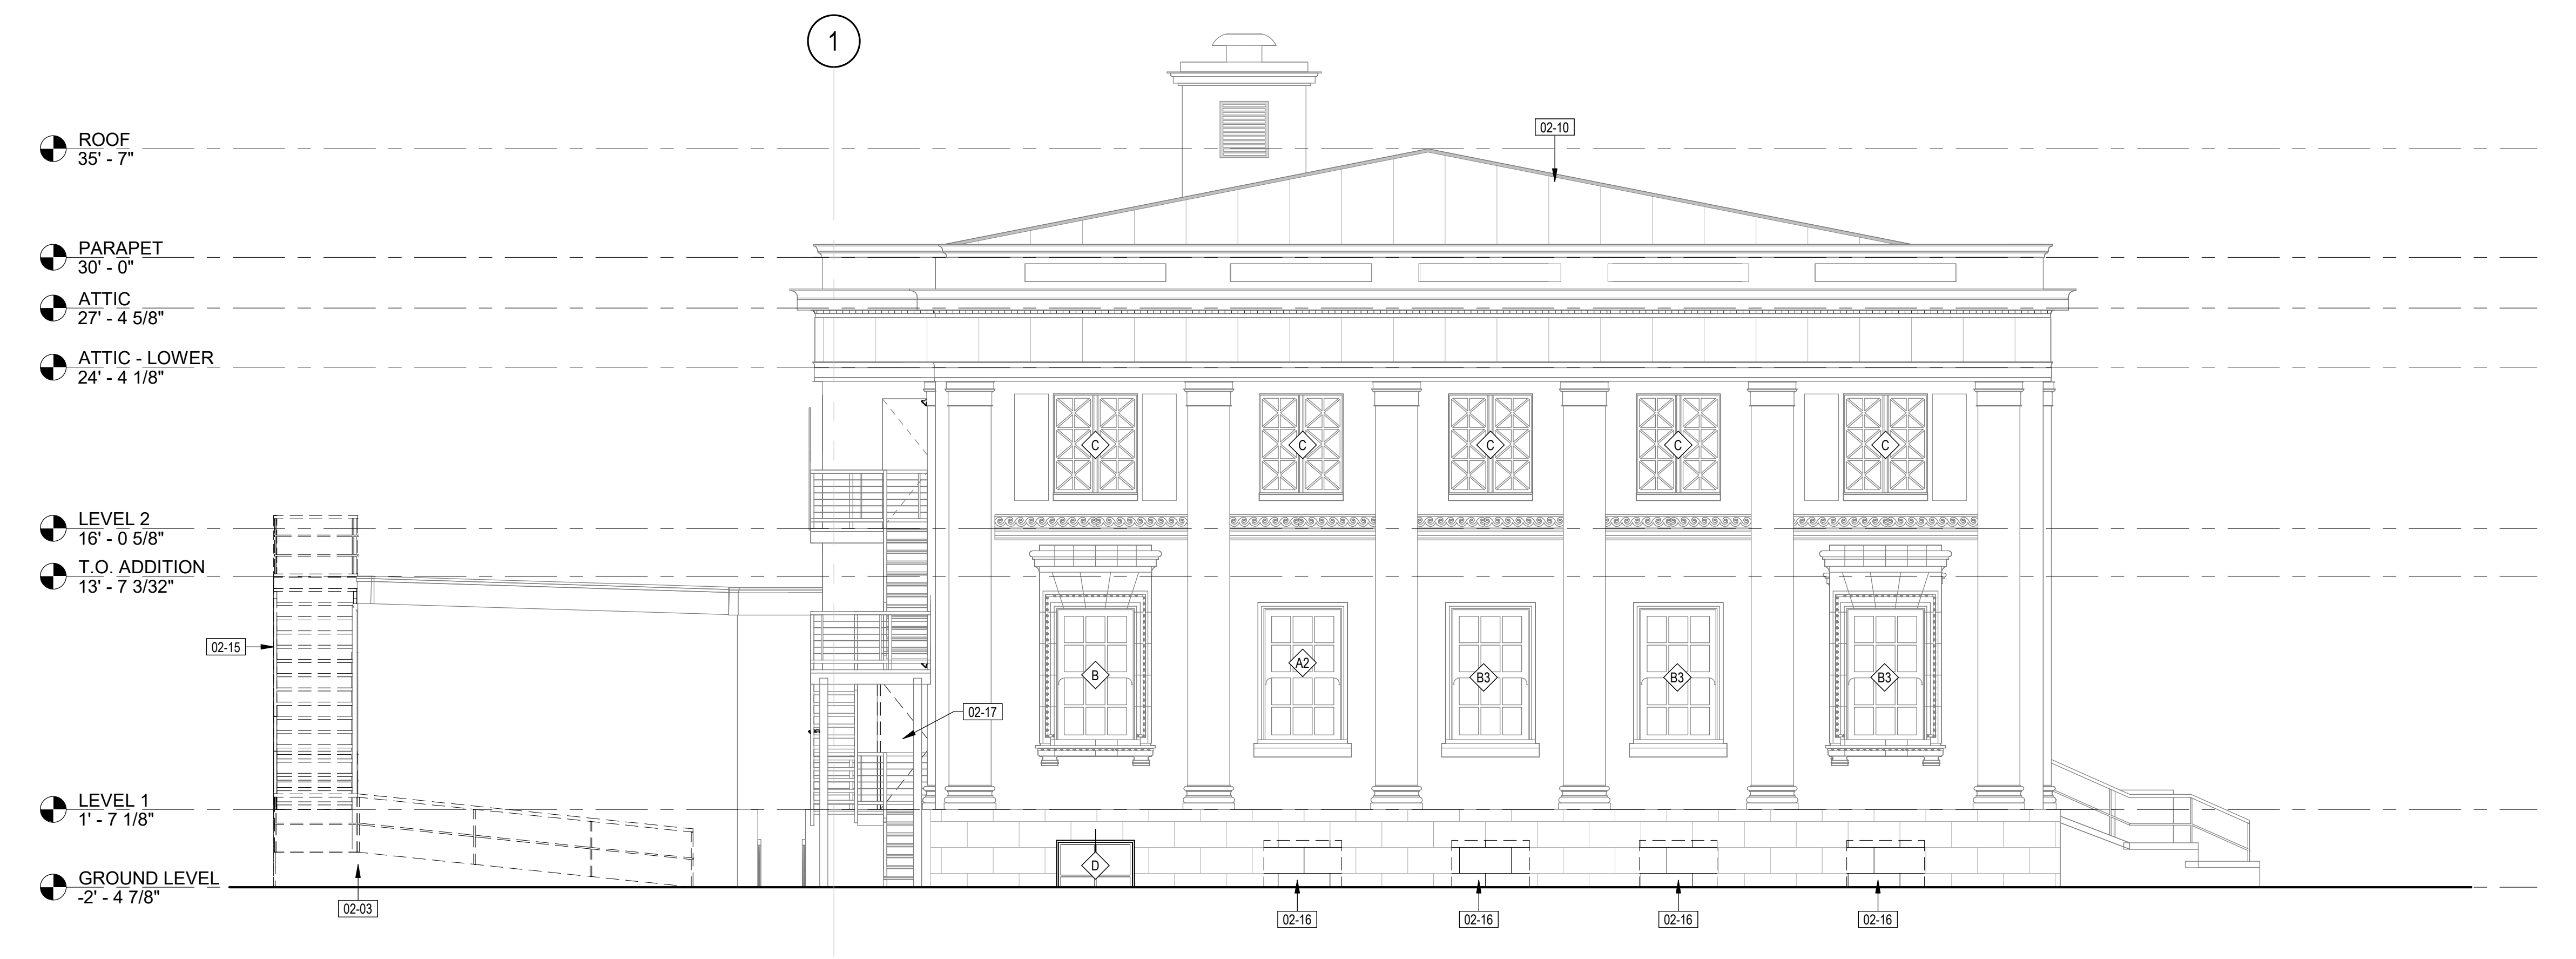 1
ROOF
35' - 7"
02-10
PARAPET
30' - 0"
ATTIC
27' - 4 5/8"
ATTIC - LOWER
24' - 4 1/8"
C
C
C
C
C
LEVEL 2
16' - 0 5/8"
T.O. ADDITION
13' - 7 3/32"
02-15
A2
B
B3
B3
B3
02-17
LEVEL 1
1' - 7 1/8"
D
GROUND LEVEL
-2' - 4 7/8"
02-03
02-16
02-16
02-16
02-16